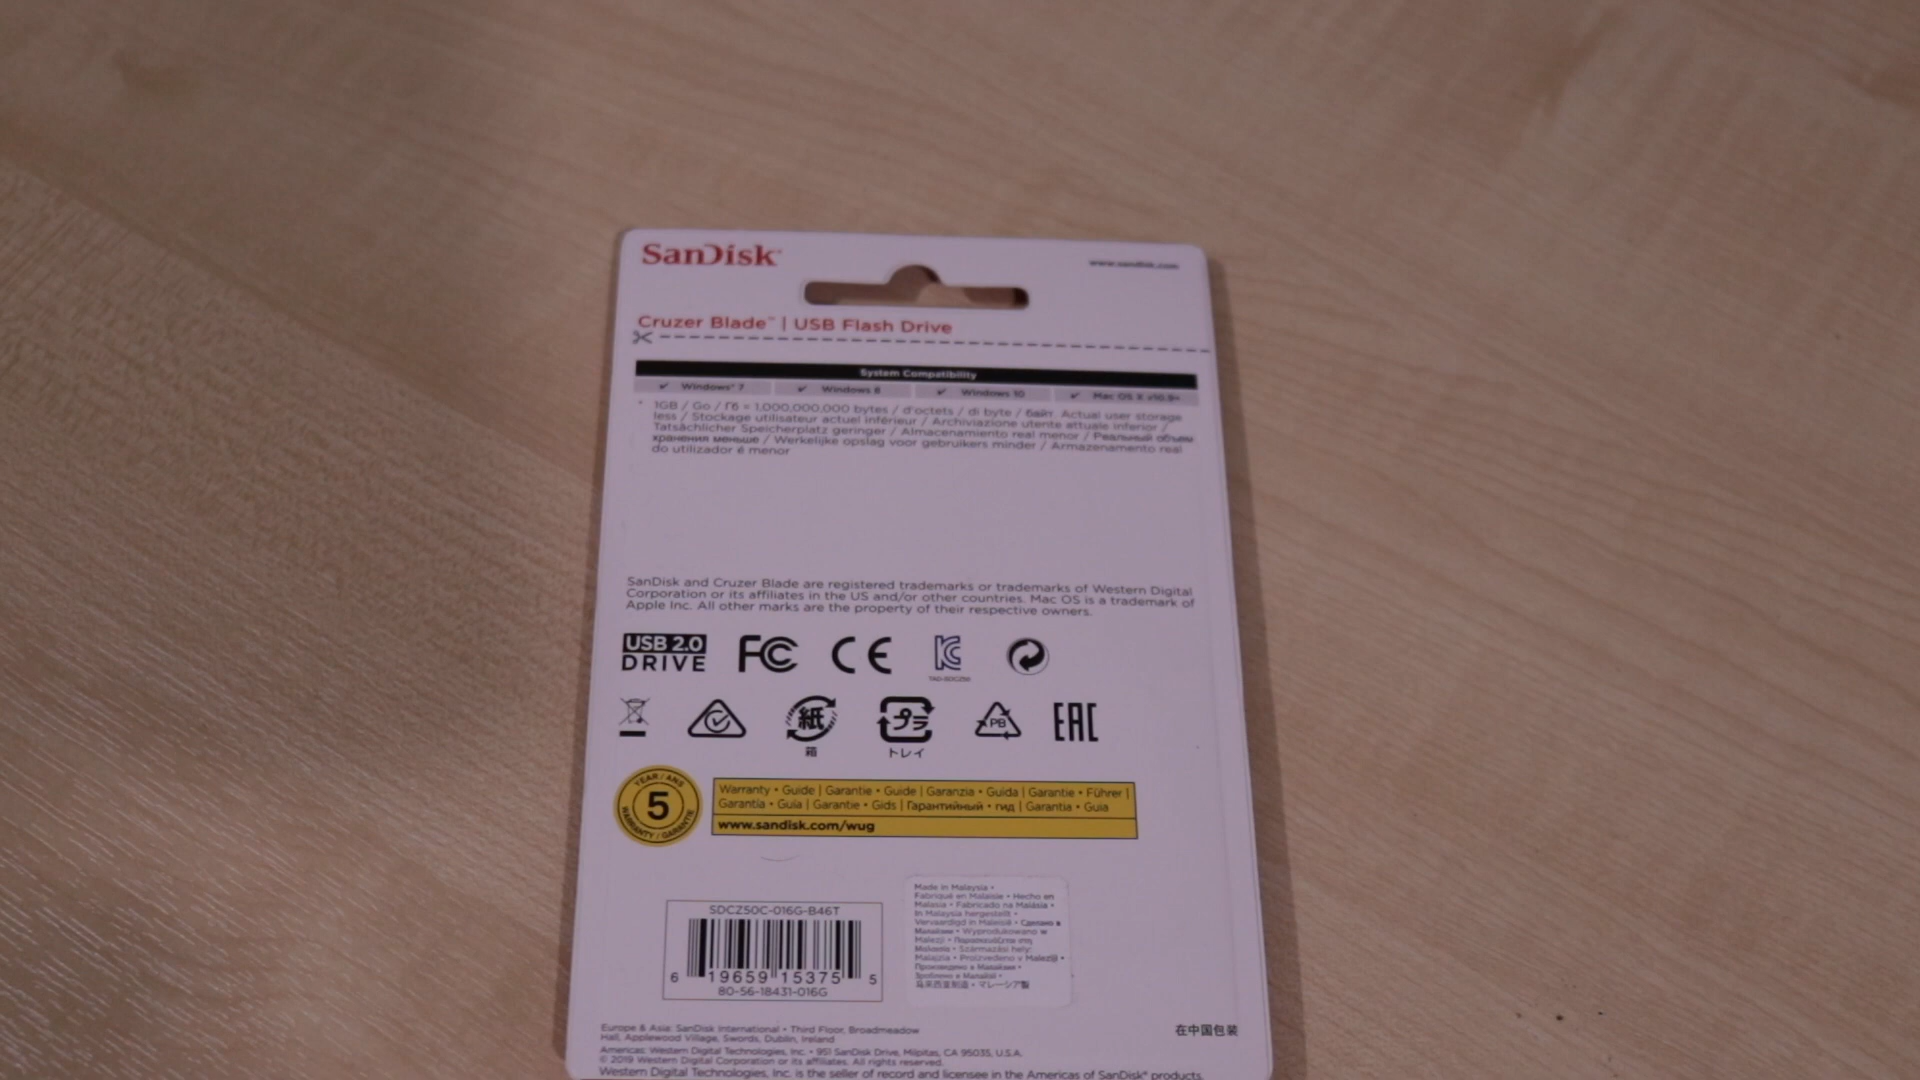 SanDisk
www.sandisk.com
Cruzer Blade™ | USB Flash Drive
System Compatibility
✓ Windows® 7 ✓ Windows 8 ✓ Windows 10 ✓ Mac OS X v10.9+
* 1GB / Go / Гб = 1,000,000,000 bytes / d'octets / di byte / байт. Actual user storage
less / Stockage utilisateur actuel inférieur / Archiviazione utente attuale inferior /
Tatsächlicher Speicherplatz geringer / Almacenamiento real menor / Реальный объем
хранения меньше / Werkelijke opslag voor gebruikers minder / Armazenamento real
do utilizador é menor
SanDisk and Cruzer Blade are registered trademarks or trademarks of Western Digital
Corporation or its affiliates in the US and/or other countries. Mac OS is a trademark of
Apple Inc. All other marks are the property of their respective owners.
USB 2.0
DRIVE
FC CE
紙
箱
プラ
トレイ
PB
EAC
YEAR / ANS
5
WARRANTY / GARANTIE
Warranty • Guide | Garantie • Guide | Garanzia • Guida | Garantie • Führer |
Garantía • Guía | Garantie • Gids | Гарантийный • гид | Garantia • Guia
www.sandisk.com/wug
SDCZ50C-016G-B46T
6 19659 15375 5
80-56-18431-016G
Made in Malaysia •
Fabriqué en Malaisie • Hecho en
Malasia • Fabricado na Malásia •
In Malaysia hergestellt •
Vervaardigd in Maleisië • Сделано в
Малайзии • Wyprodukowano w
Malezji • Παρασκευάζεται στη
Μαλαισία • Származási hely:
Malajzia • Proizvedeno v Maleziji •
Произведено в Малайзия •
Зроблено в Малайзії •
马来西亚制造 • マレーシア製
Europe & Asia: SanDisk International • Third Floor, Broadmeadow
Hall, Applewood Village, Swords, Dublin, Ireland
在中国包装
Americas: Western Digital Technologies, Inc. • 951 SanDisk Drive, Milpitas, CA 95035, U.S.A.
© 2019 Western Digital Corporation or its affiliates. All rights reserved.
Western Digital Technologies, Inc. is the seller of record and licensee in the Americas of SanDisk® products.